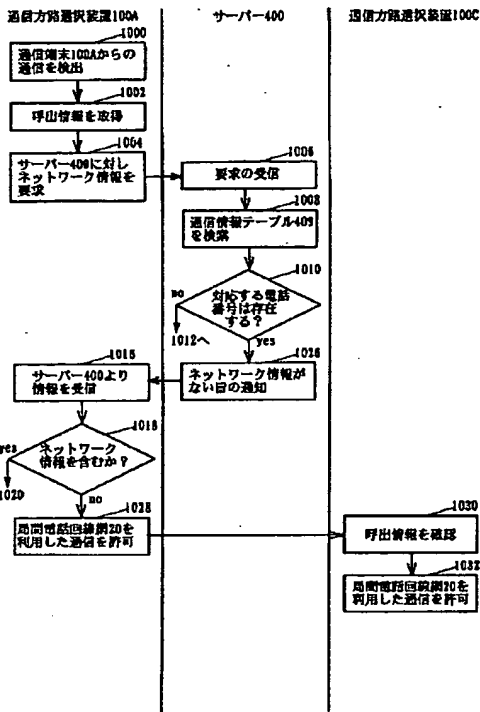 通信方路選択装置100A
サーバー400
通信方路選択装置100C
1000
通信端末100Aからの
通信を検出
1002
呼出情報を取得
1004
サーバー400に対し
ネットワーク情報を
要求
1006
要求の受信
1008
通信情報テーブル409
を検索
1010
対応する電話
番号は存在
する？
no
1012へ
yes
1026
ネットワーク情報が
ない旨の通知
1016
サーバー400より
情報を受信
1018
ネットワーク
情報を含むか？
yes
1020
no
1028
局間電話回線網20を
利用した通信を許可
1030
呼出情報を確認
1032
局間電話回線網20を
利用した通信を許可